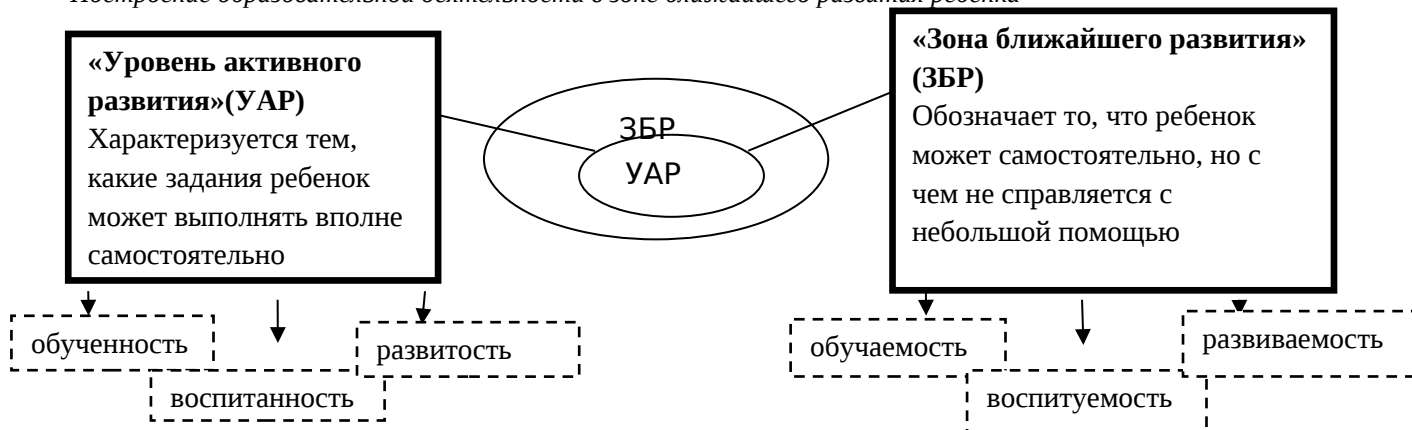 «Уровень активного
развития»(УАР)
Характеризуется тем,
какие задания ребенок
может выполнять вполне
самостоятельно
ЗБР
УАР
«Зона ближайшего развития»
(ЗБР)
Обозначает то, что ребенок
может самостоятельно, но с
чем не справляется с
небольшой помощью
обученность
воспитанность
развитость
обучаемость
воспитуемость
развиваемость